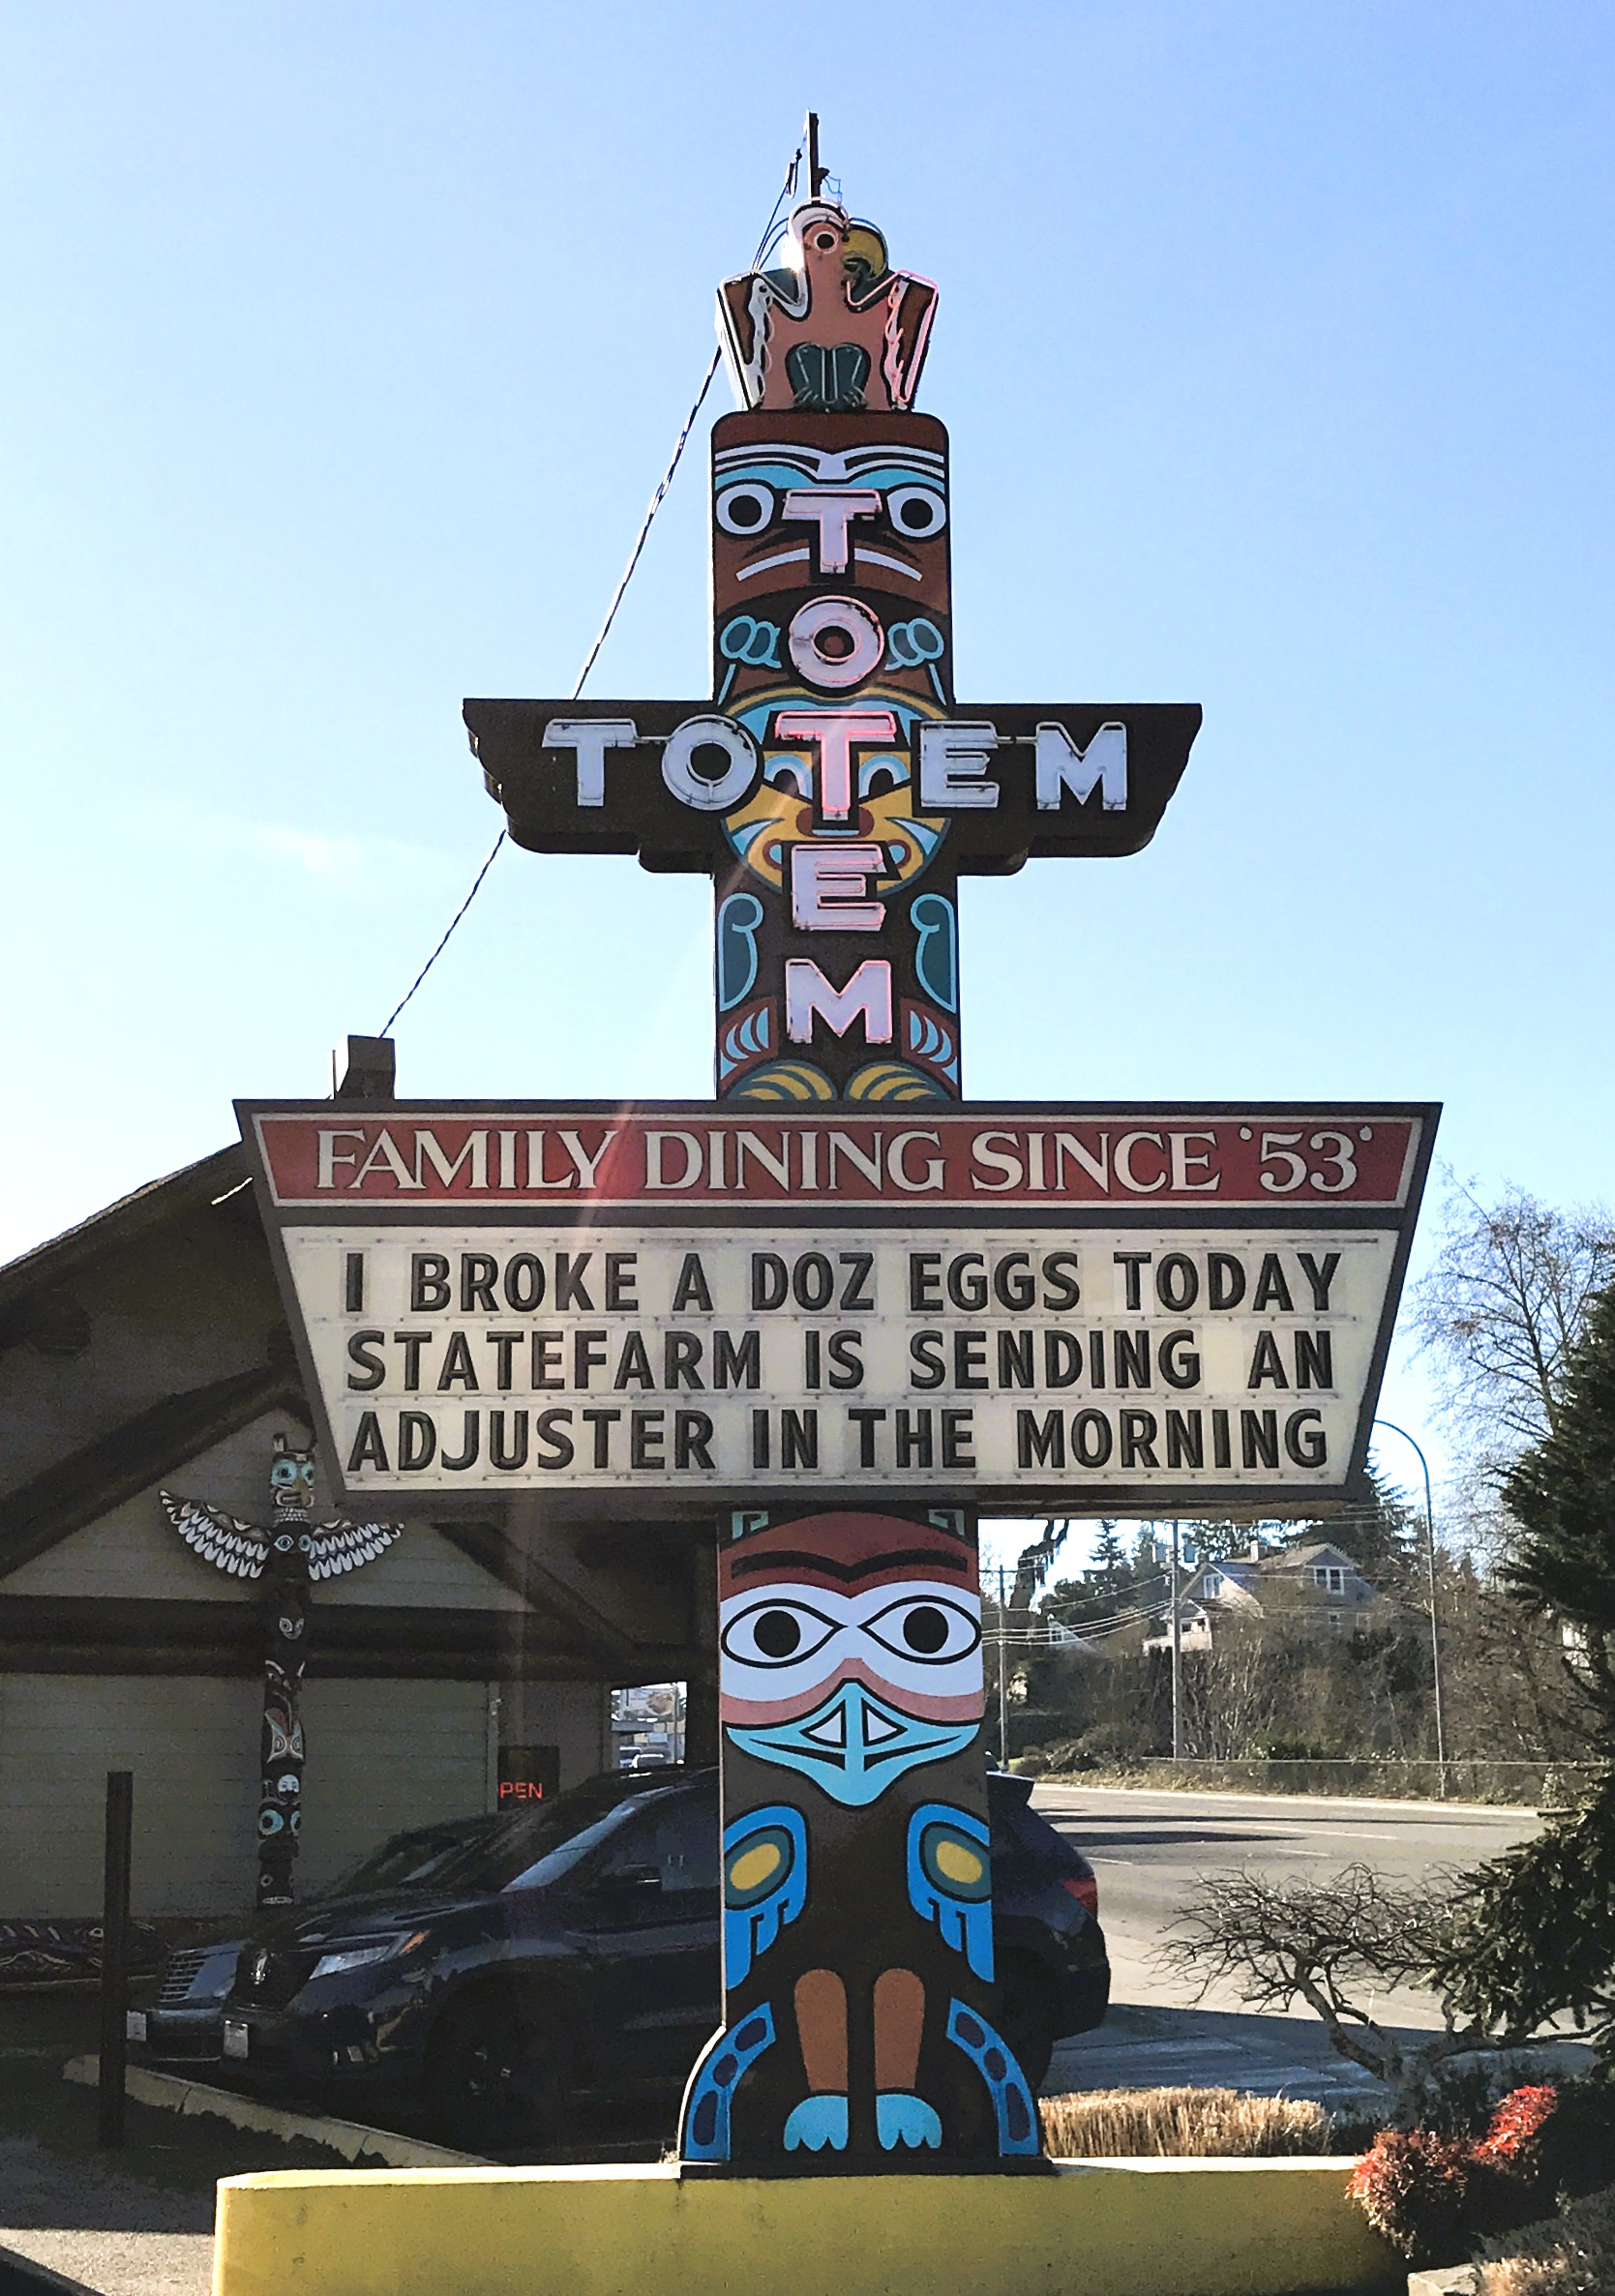 TOTEM
TOTEM
FAMILY DINING SINCE '53'
I BROKE A DOZ EGGS TODAY
STATEFARM IS SENDING AN
ADJUSTER IN THE MORNING
PEN